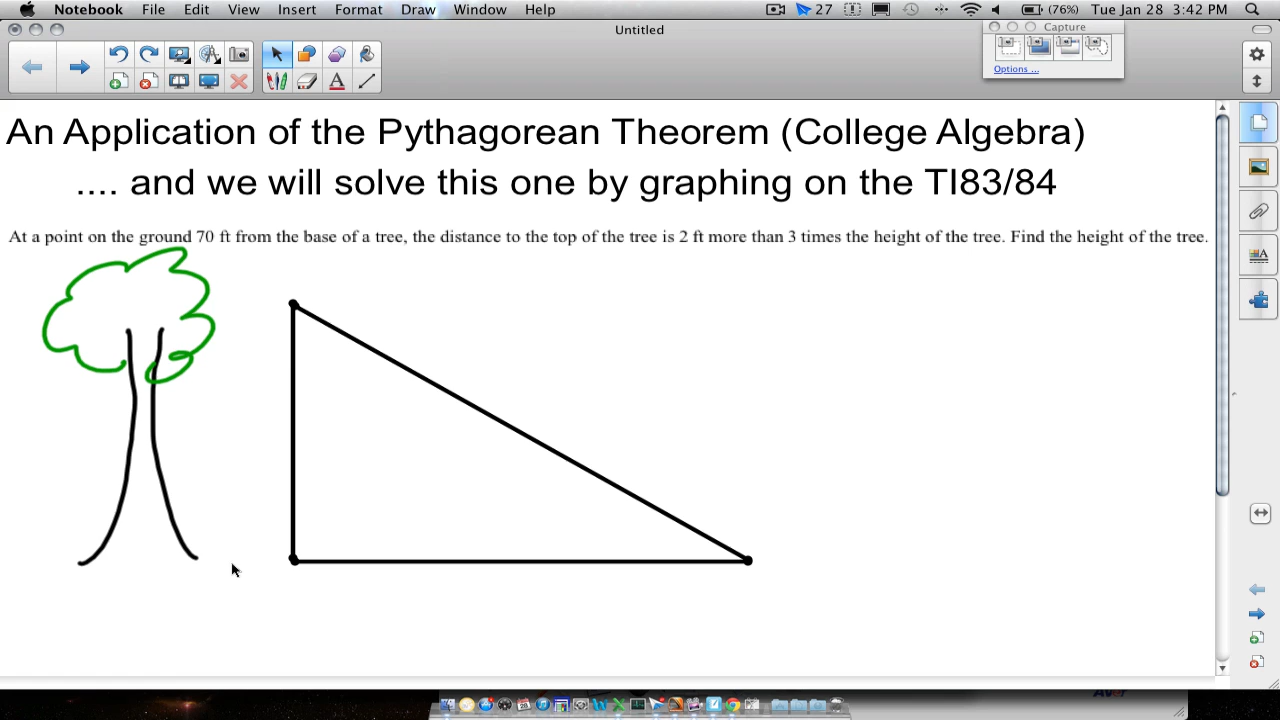 Notebook File Edit View Insert Format Draw Window Help 27 (76%) Tue Jan 28 3:42 PM
Untitled
Capture
Options ...
An Application of the Pythagorean Theorem (College Algebra)
.... and we will solve this one by graphing on the TI83/84
At a point on the ground 70 ft from the base of a tree, the distance to the top of the tree is 2 ft more than 3 times the height of the tree. Find the height of the tree.